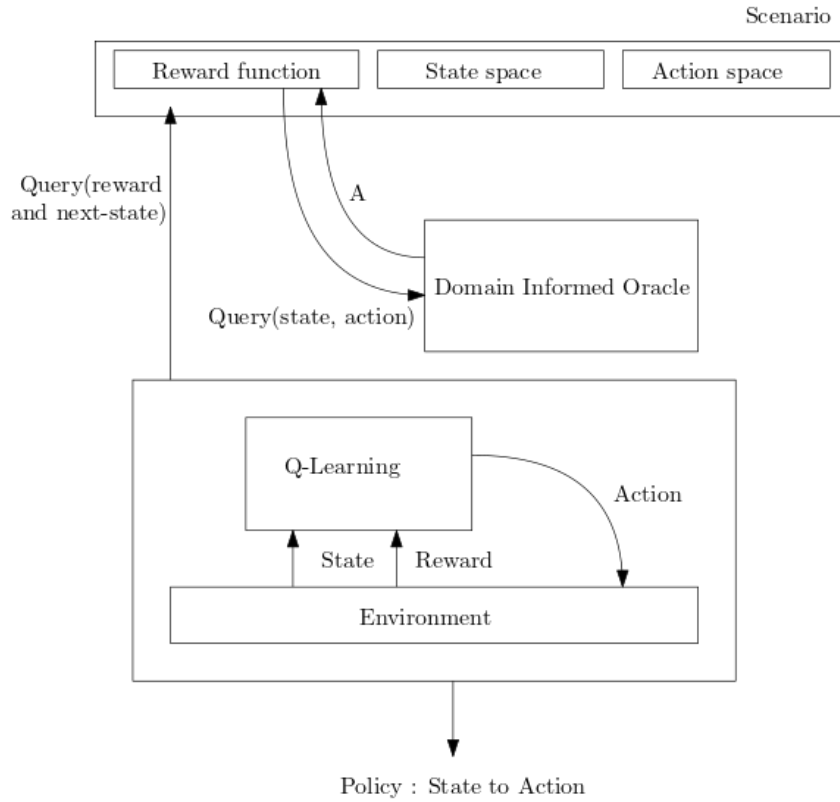 Scenario
Reward function
State space
Action space
Query(reward
and next-state)
A
Domain Informed Oracle
Query(state, action)
Q-Learning
Action
State
Reward
Environment
Policy : State to Action